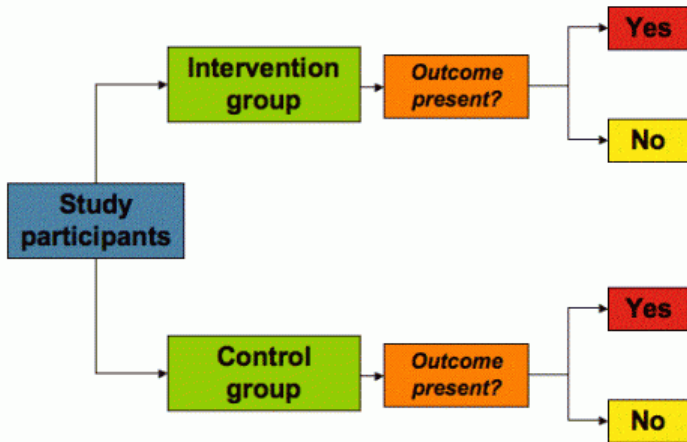 Yes
Intervention
group
Outcome
present?
No
Study
participants
Yes
Control
group
Outcome
present?
No